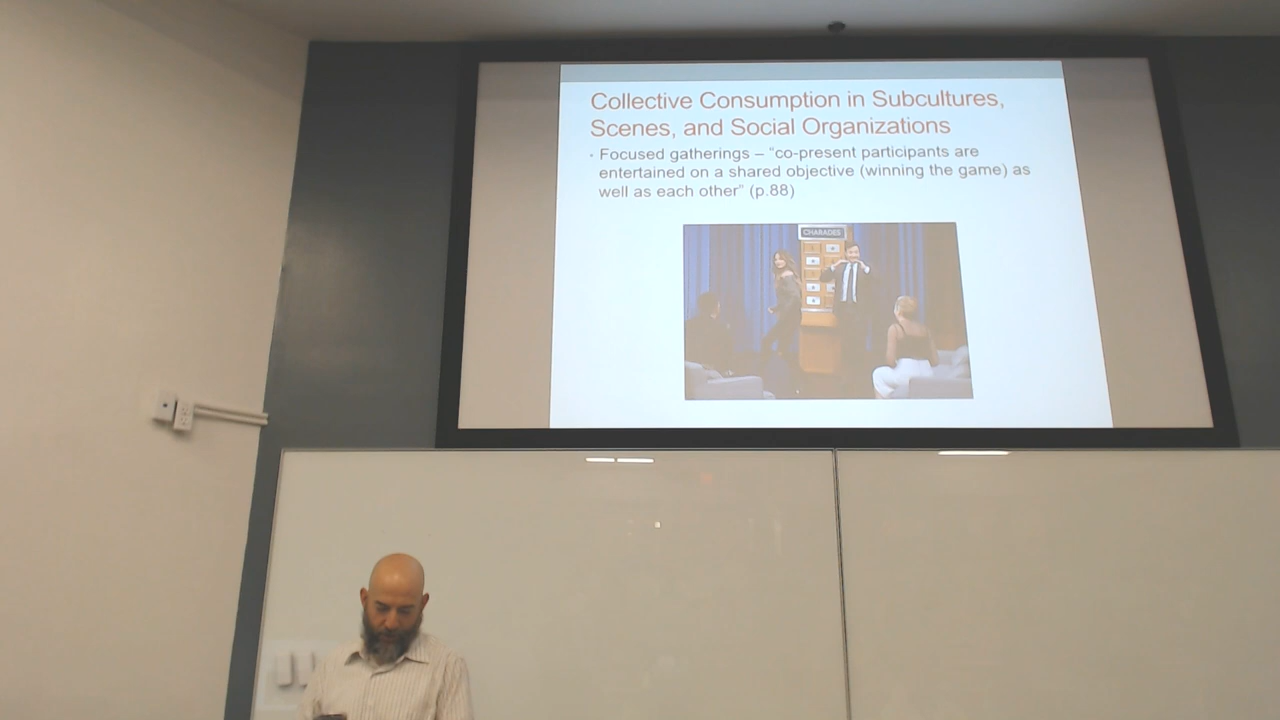 Collective Consumption in Subcultures,
Scenes, and Social Organizations
• Focused gatherings – “co-present participants are
entertained on a shared objective (winning the game) as
well as each other” (p.88)
CHARADES